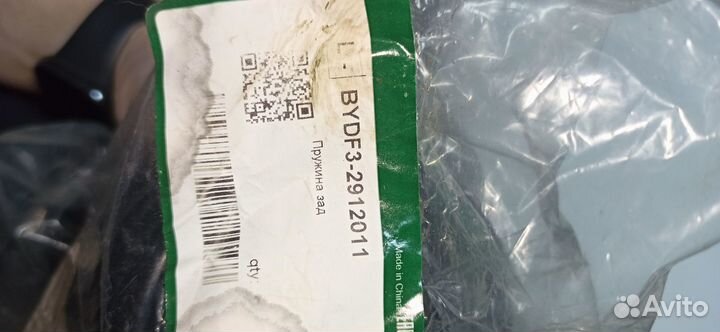 L -
BYDF3-2912011
Пружина зад
qty:
Made in China
Avito